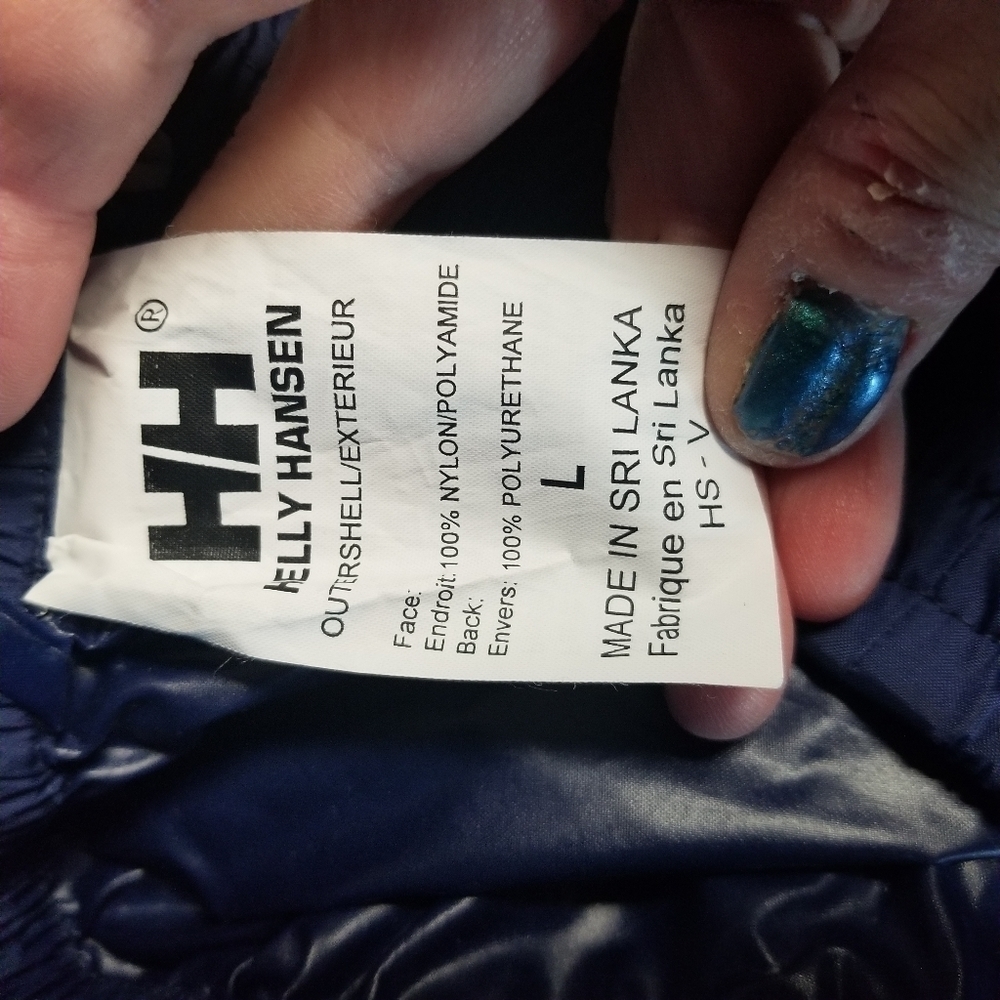 HH®
HELLY HANSEN
OUTERSHELL/EXTERIEUR
Face:
Endroit: 100% NYLON/POLYAMIDE
Back:
Envers: 100% POLYURETHANE
L
MADE IN SRI LANKA
Fabrique en Sri Lanka
HS - V